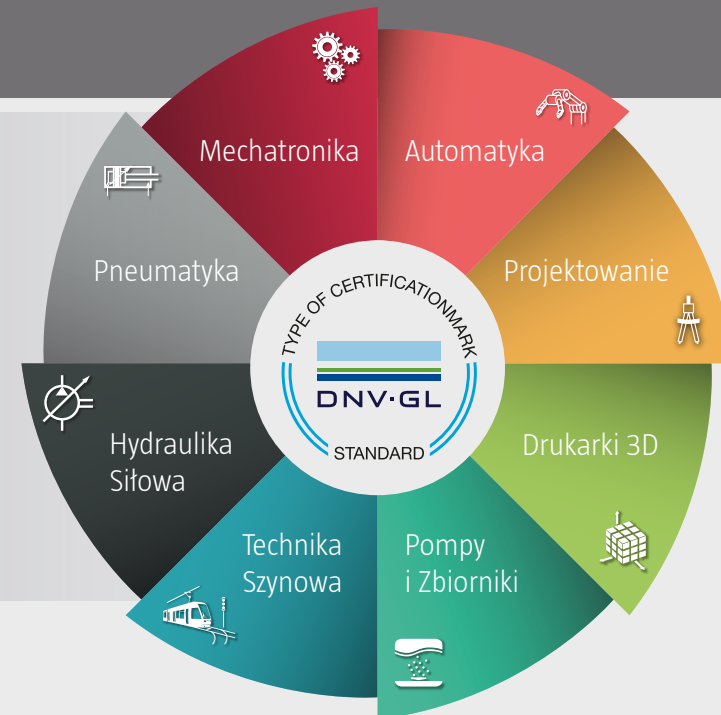 Mechatronika
Automatyka
Pneumatyka
Projektowanie
TYPE OF CERTIFICATIONMARK
DNV·GL
STANDARD
Hydraulika
Siłowa
Drukarki 3D
Technika
Szynowa
Pompy
i Zbiorniki